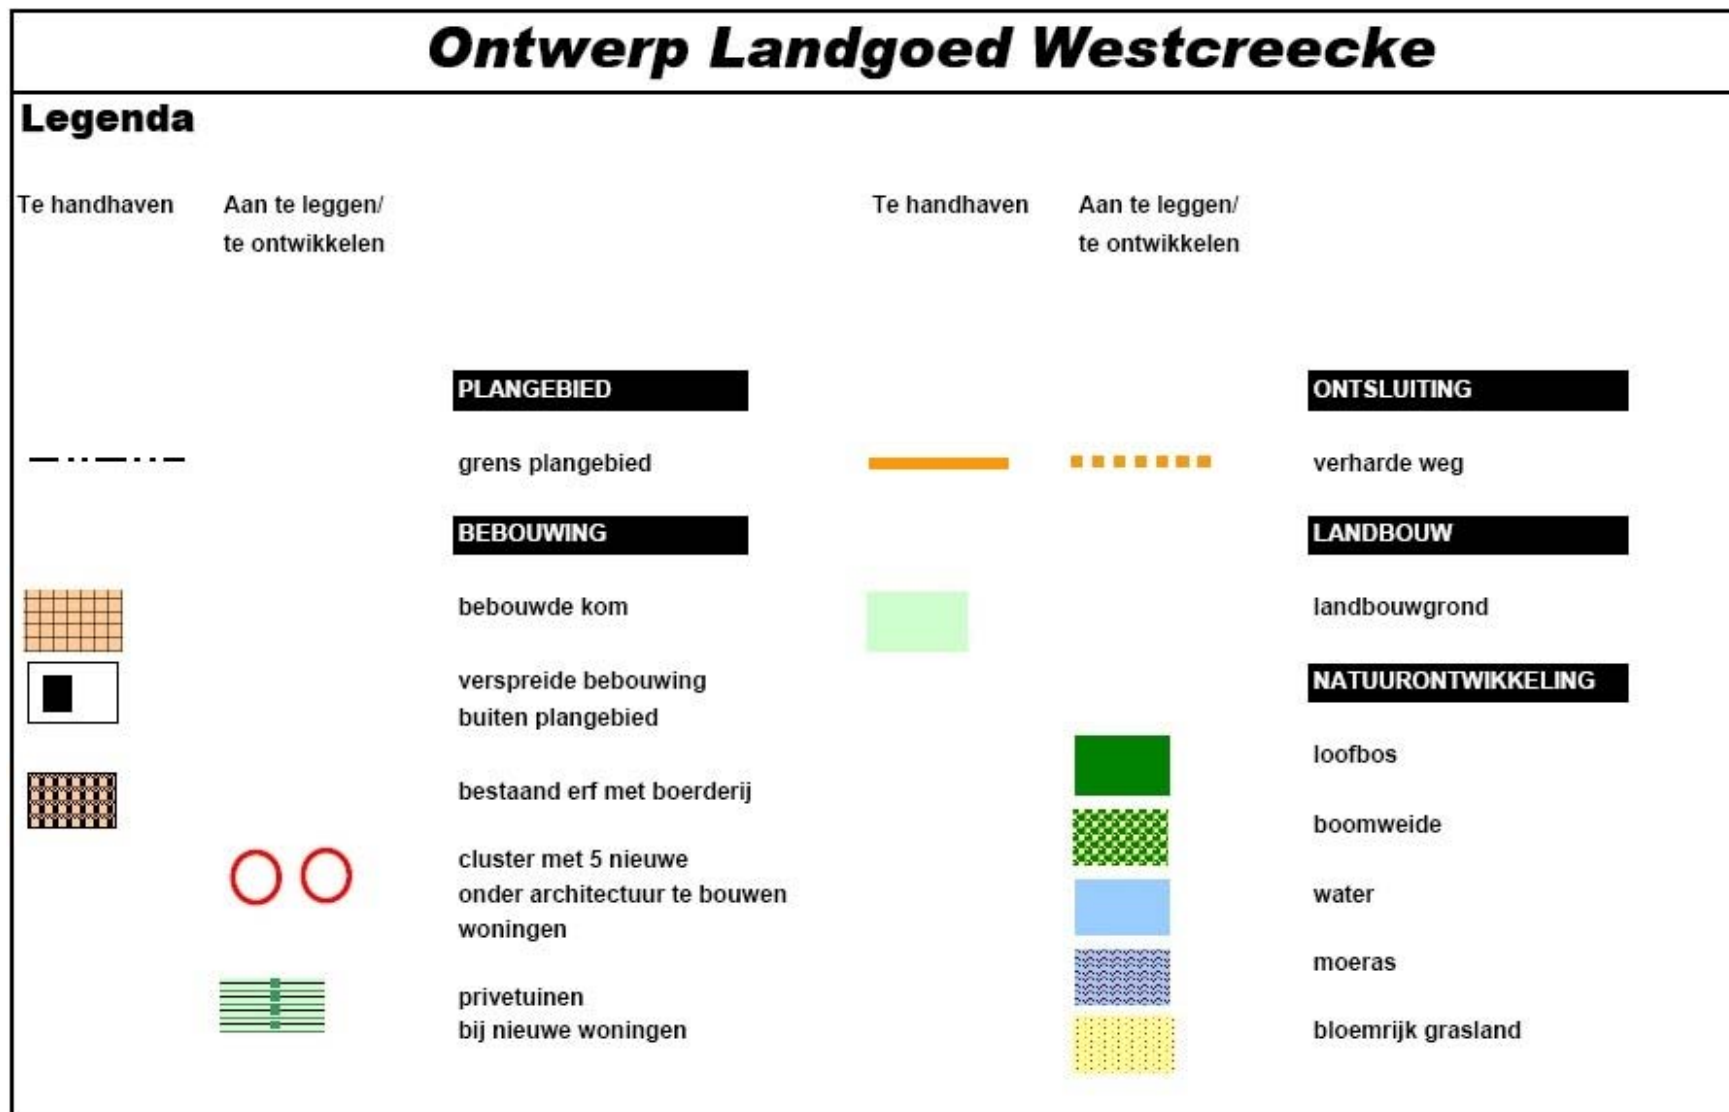 Ontwerp Landgoed Westcreecke
Legenda
Te handhaven
Aan te leggen/
te ontwikkelen
PLANGEBIED
grens plangebied
BEBOUWING
bebouwde kom
verspreide bebouwing
buiten plangebied
bestaand erf met boerderij
cluster met 5 nieuwe
onder architectuur te bouwen
woningen
privetuinen
bij nieuwe woningen
Te handhaven
Aan te leggen/
te ontwikkelen
ONTSLUITING
verharde weg
LANDBOUW
landbouwgrond
NATUURONTWIKKELING
loofbos
boomweide
water
moeras
bloemrijk grasland